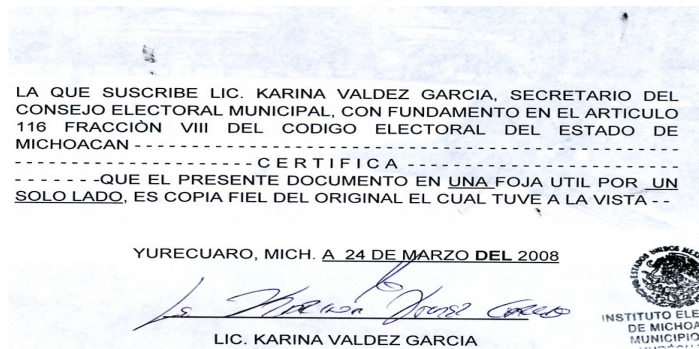 LA QUE SUSCRIBE LIC. KARINA VALDEZ GARCIA, SECRETARIO DEL
CONSEJO ELECTORAL MUNICIPAL, CON FUNDAMENTO EN EL ARTICULO
116 FRACCIÒN VIII DEL CODIGO ELECTORAL DEL ESTADO DE
MICHOACAN - - - - - - - - - - - - - - - - - - - - - - - - - - - - - - - - - - - - - - - - - -
- - - - - - - - - - - - - - - - - - - C E R T I F I C A - - - - - - - - - - - - - - - - - - - - -
- - - - - - -QUE EL PRESENTE DOCUMENTO EN UNA FOJA UTIL POR UN
SOLO LADO, ES COPIA FIEL DEL ORIGINAL EL CUAL TUVE A LA VISTA - -
YURECUARO, MICH. A 24 DE MARZO DEL 2008
LIC. KARINA VALDEZ GARCIA
INSTITUTO ELE
DE MICHOA
MUNICIPIO